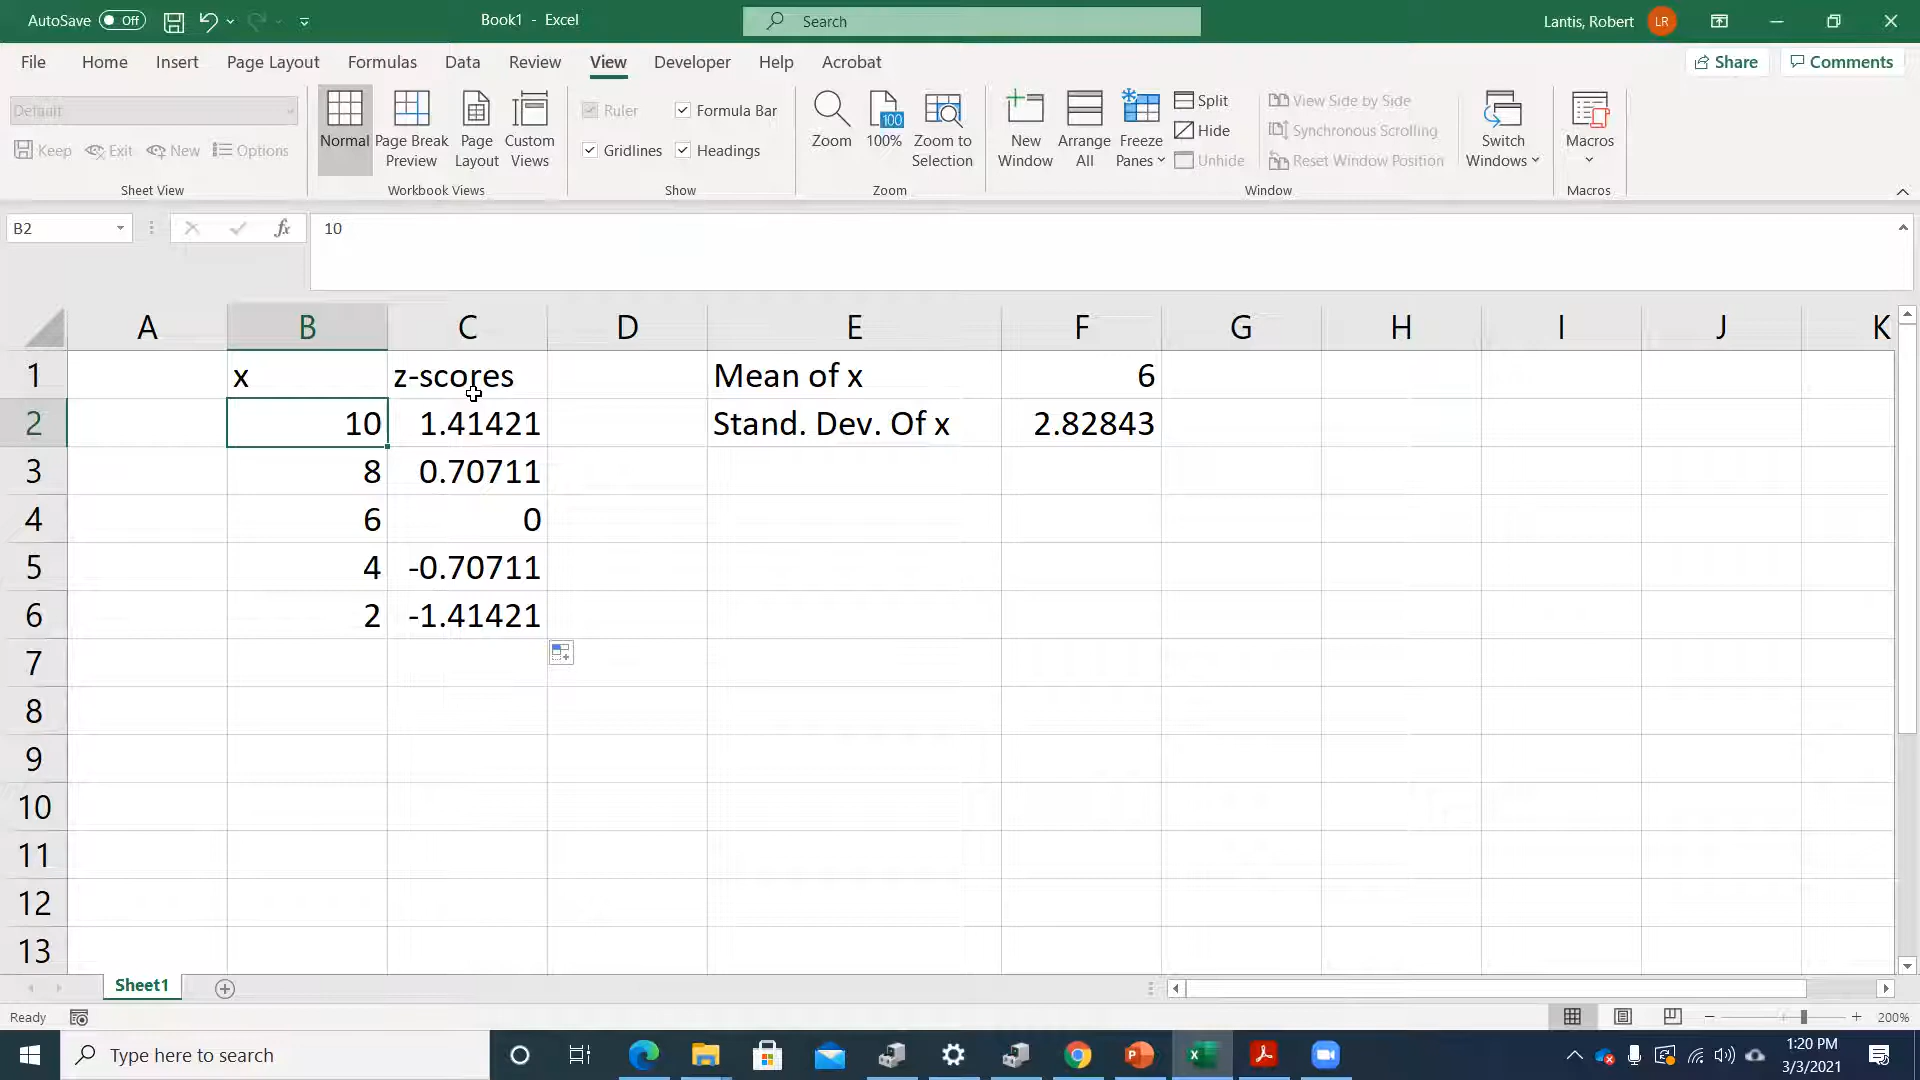 AutoSave Off Book1 - Excel Search Lantis, Robert LR
File Home Insert Page Layout Formulas Data Review View Developer Help Acrobat Share Comments
Default
Keep Exit New Options
Sheet View
Normal
Page Break Preview
Page Layout
Custom Views
Workbook Views
Ruler Formula Bar
Gridlines Headings
Show
Zoom
100
100%
Zoom to Selection
Zoom
New Window
Arrange All
Freeze Panes
Split
Hide
Unhide
Window
View Side by Side
Synchronous Scrolling
Reset Window Position
Switch Windows
Macros
Macros
B2 fx 10
A B C D E F G H I J K
1 x z-scores Mean of x 6
2 10 1.41421 Stand. Dev. Of x 2.82843
3 8 0.70711
4 6 0
5 4 -0.70711
6 2 -1.41421
7
8
9
10
11
12
13
Sheet1
Ready 200%
Type here to search
1:20 PM
3/3/2021